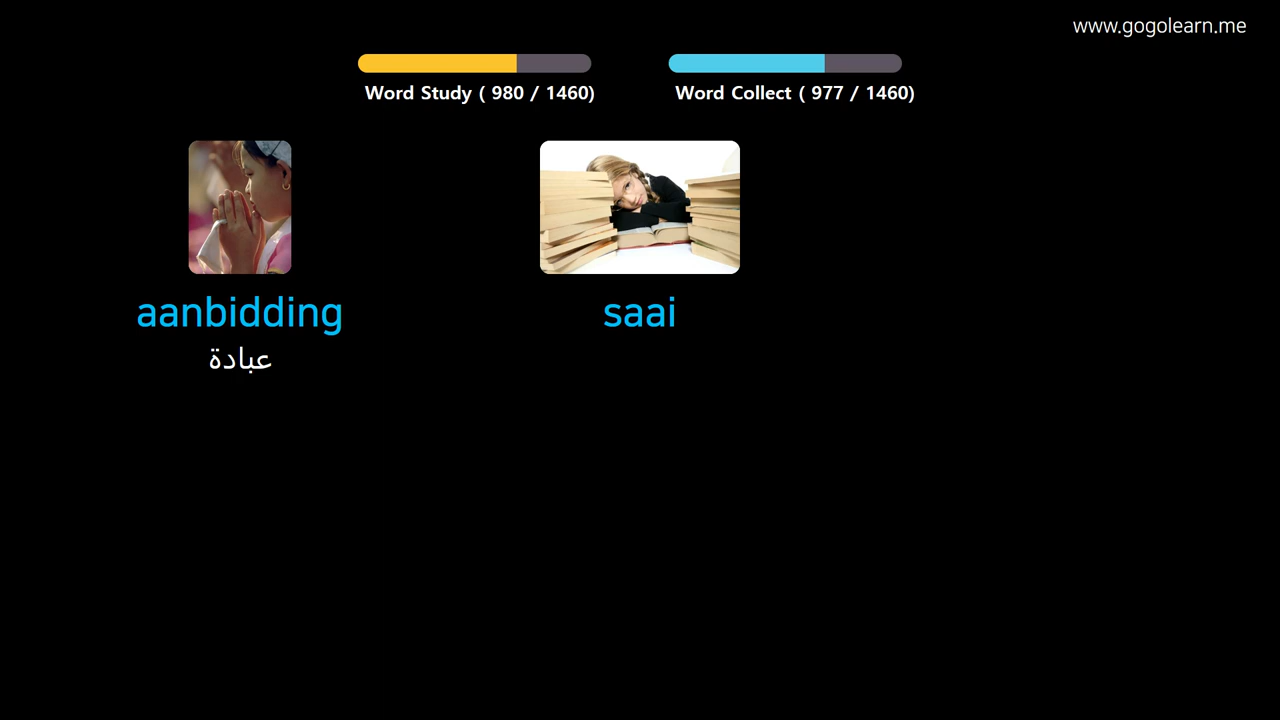 www.gogolearn.me
Word Study ( 980 / 1460)
Word Collect ( 977 / 1460)
aanbidding
saai
عبادة